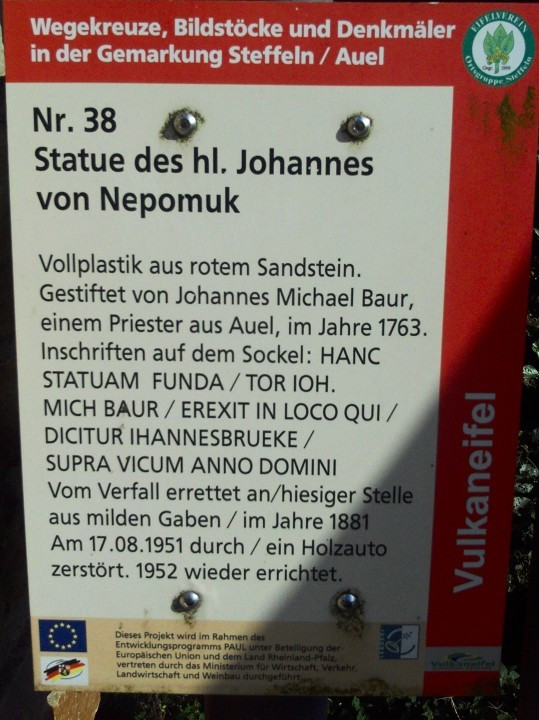 Wegekreuze, Bildstöcke und Denkmäler
in der Gemarkung Steffeln / Auel
EIFELVEREIN
Ortsgruppe Steffeln
Nr. 38
Statue des hl. Johannes
von Nepomuk
Vollplastik aus rotem Sandstein.
Gestiftet von Johannes Michael Baur,
einem Priester aus Auel, im Jahre 1763.
Inschriften auf dem Sockel: HANC
STATUAM FUNDA / TOR IOH.
MICH BAUR / EREXIT IN LOCO QUI /
DICITUR IHANNESBRUEKE /
SUPRA VICUM ANNO DOMINI
Vom Verfall errettet an/hiesiger Stelle
aus milden Gaben / im Jahre 1881
Am 17.08.1951 durch / ein Holzauto
zerstört. 1952 wieder errichtet.
Vulkaneifel
Dieses Projekt wird im Rahmen des
Entwicklungsprogramms PAUL unter Beteiligung der
Europäischen Union und dem Land Rheinland-Pfalz,
vertreten durch das Ministerium für Wirtschaft, Verkehr,
Landwirtschaft und Weinbau durchgeführt.
Vulkaneifel